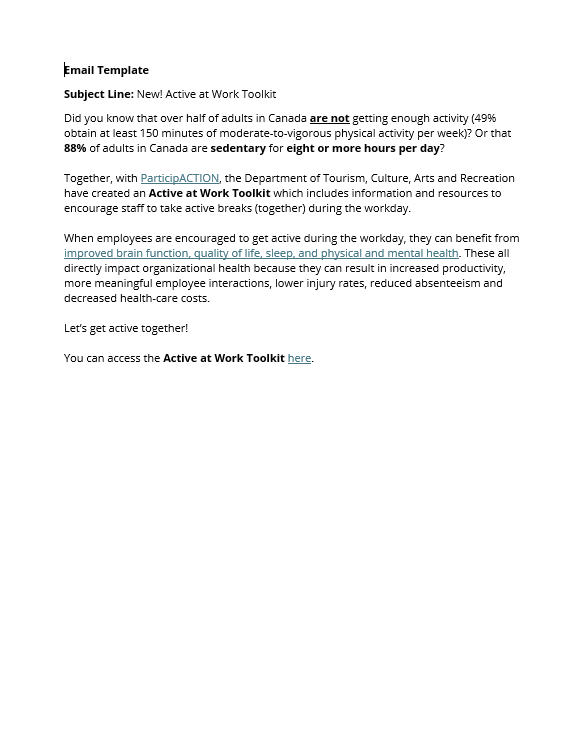 Email Template
Subject Line: New! Active at Work Toolkit
Did you know that over half of adults in Canada are not getting enough activity (49%
obtain at least 150 minutes of moderate-to-vigorous physical activity per week)? Or that
88% of adults in Canada are sedentary for eight or more hours per day?
Together, with ParticipACTION, the Department of Tourism, Culture, Arts and Recreation
have created an Active at Work Toolkit which includes information and resources to
encourage staff to take active breaks (together) during the workday.
When employees are encouraged to get active during the workday, they can benefit from
improved brain function, quality of life, sleep, and physical and mental health. These all
directly impact organizational health because they can result in increased productivity,
more meaningful employee interactions, lower injury rates, reduced absenteeism and
decreased health-care costs.
Let's get active together!
You can access the Active at Work Toolkit here.